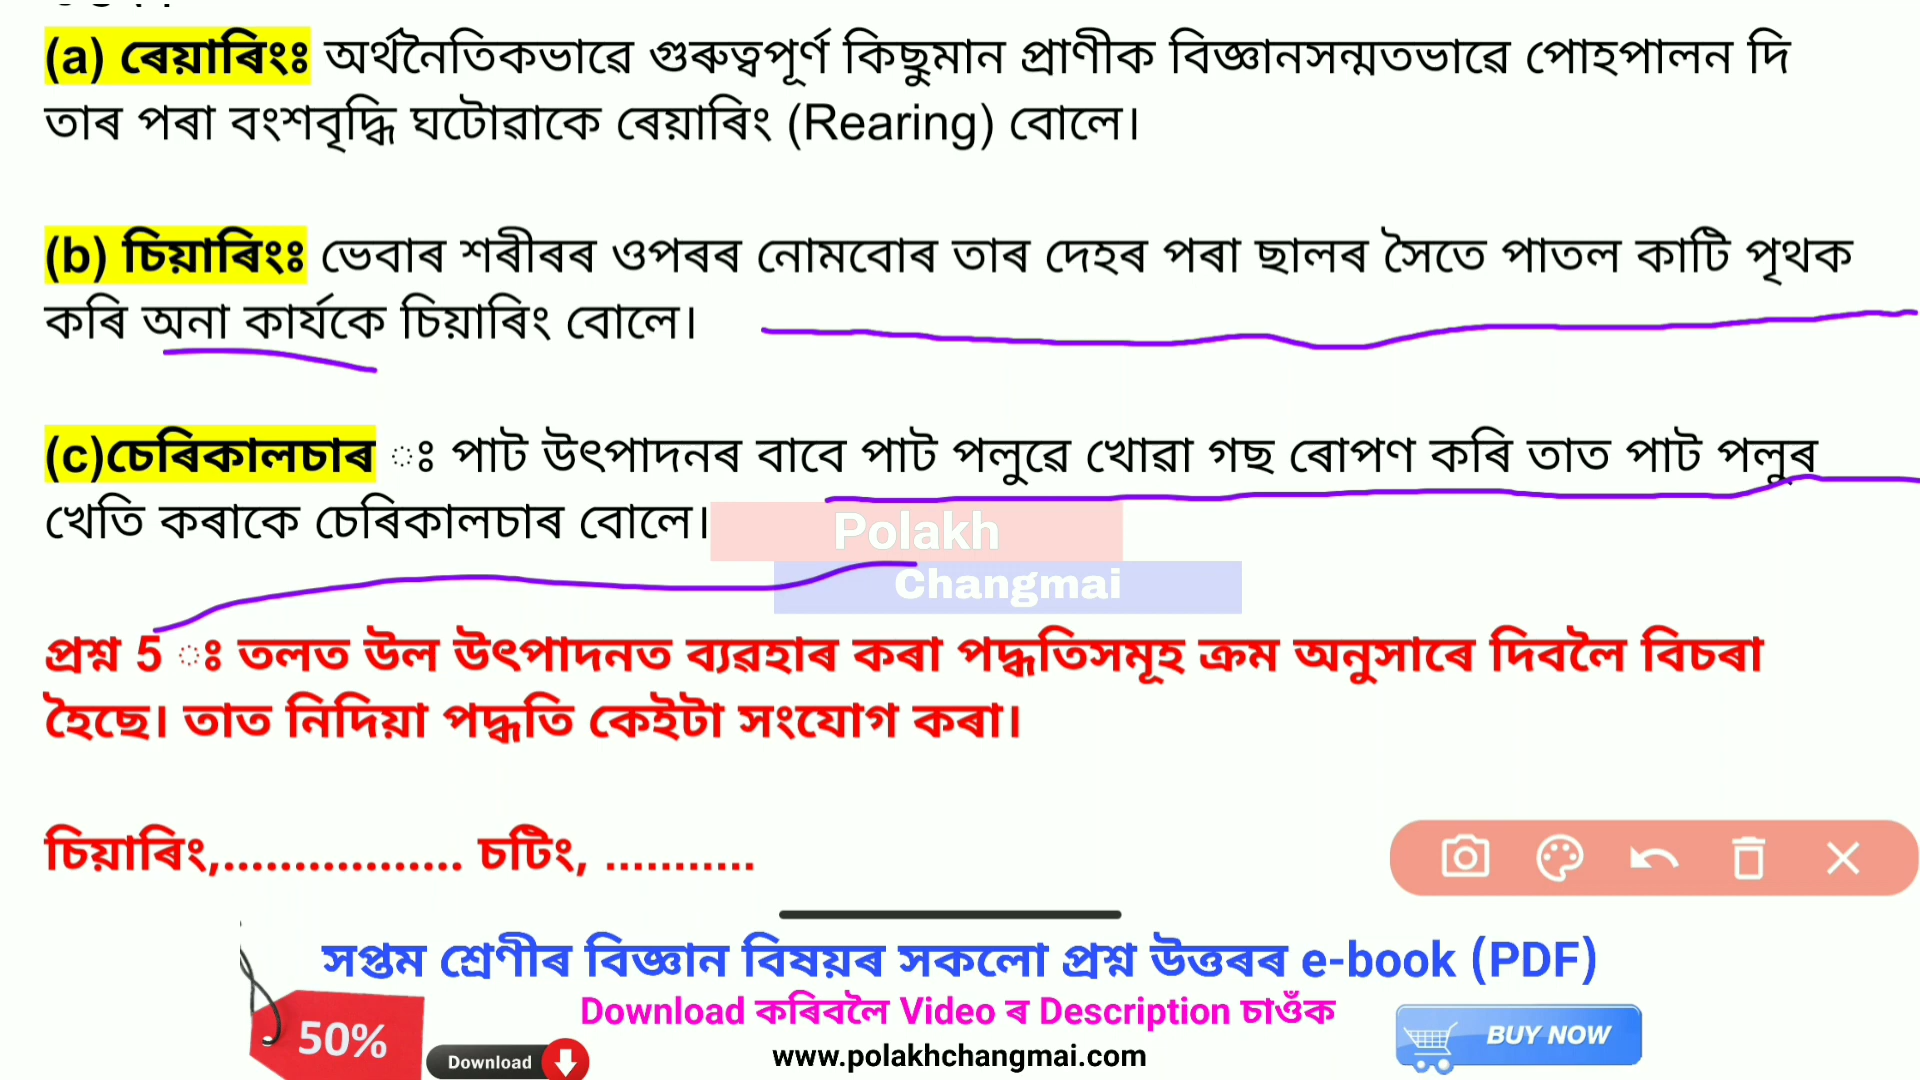 (a) ৰেয়াৰিংঃ অৰ্থনৈতিকভাৱে গুৰুত্বপূৰ্ণ কিছুমান প্ৰাণীক বিজ্ঞানসন্মতভাৱে পোহপালন দি
তাৰ পৰা বংশবৃদ্ধি ঘটোৱাকে ৰেয়াৰিং (Rearing) বোলে।
(b) চিয়াৰিংঃ ভেবাৰ শৰীৰৰ ওপৰৰ নোমবোৰ তাৰ দেহৰ পৰা ছালৰ সৈতে পাতল কাটি পৃথক
কৰি অনা কাৰ্যকে চিয়াৰিং বোলে।
(c)চেৰিকালচাৰ ঃ পাট উৎপাদনৰ বাবে পাট পলুৱে খোৱা গছ ৰোপণ কৰি তাত পাট পলুৰ
খেতি কৰাকে চেৰিকালচাৰ বোলে।
Polakh
Changmai
প্ৰশ্ন 5 ঃ তলত উল উৎপাদনত ব্যৱহাৰ কৰা পদ্ধতিসমূহ ক্ৰম অনুসাৰে দিবলৈ বিচৰা
হৈছে। তাত নিদিয়া পদ্ধতি কেইটা সংযোগ কৰা।
চিয়াৰিং,................. চটিং, ...........
সপ্তম শ্ৰেণীৰ বিজ্ঞান বিষয়ৰ সকলো প্ৰশ্ন উত্তৰৰ e-book (PDF)
Download কৰিবলৈ Video ৰ Description চাওঁক
50%
Download
www.polakhchangmai.com
BUY NOW